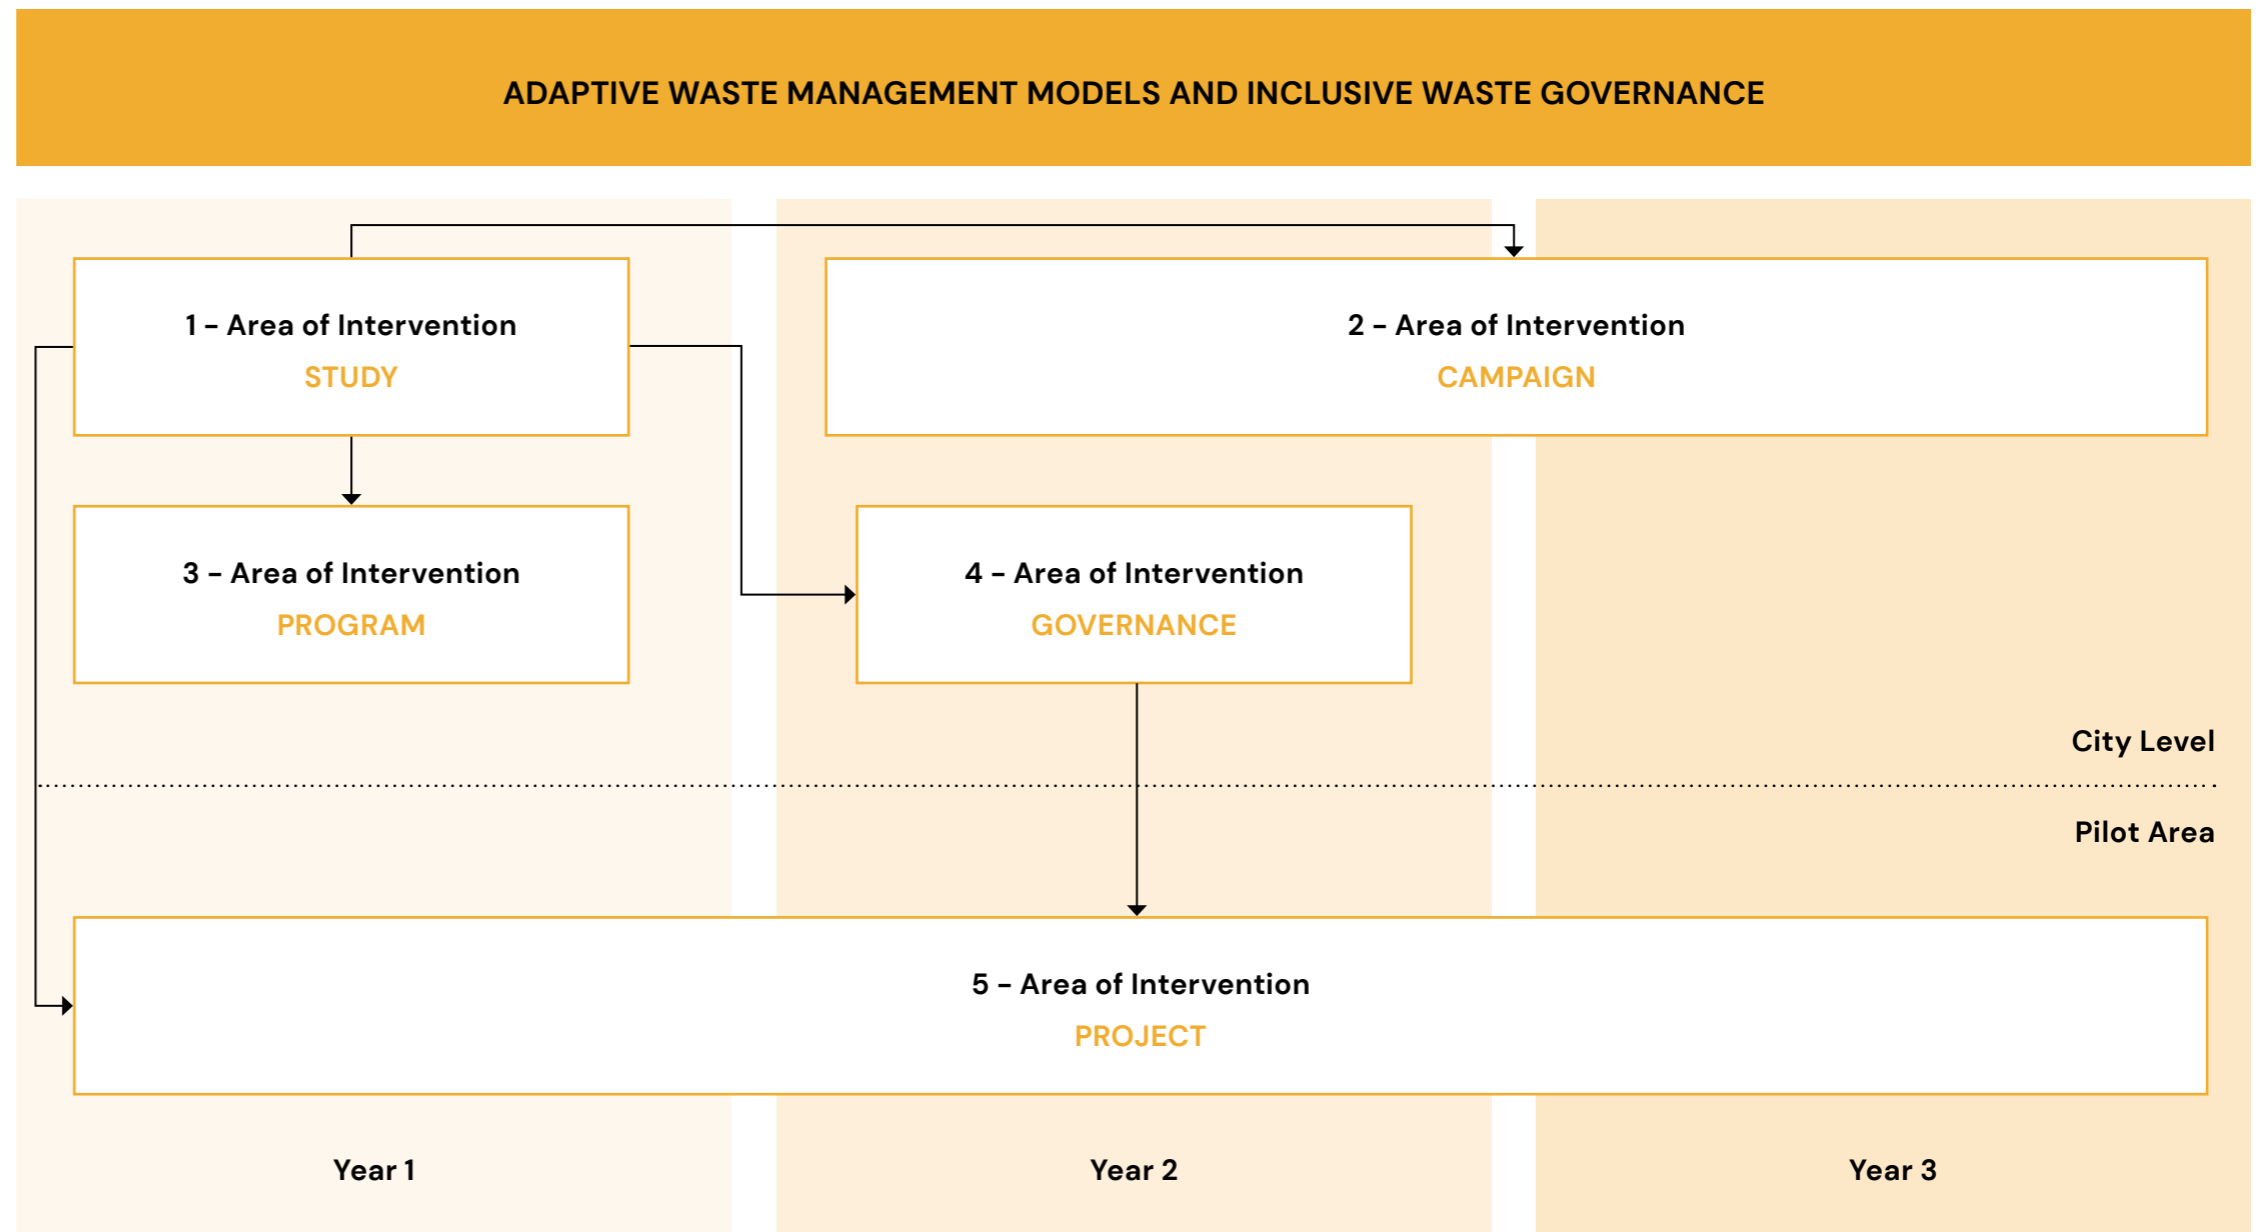 ADAPTIVE WASTE MANAGEMENT MODELS AND INCLUSIVE WASTE GOVERNANCE
1 – Area of Intervention
STUDY
2 – Area of Intervention
CAMPAIGN
3 – Area of Intervention
PROGRAM
4 – Area of Intervention
GOVERNANCE
City Level
Pilot Area
5 – Area of Intervention
PROJECT
Year 1
Year 2
Year 3